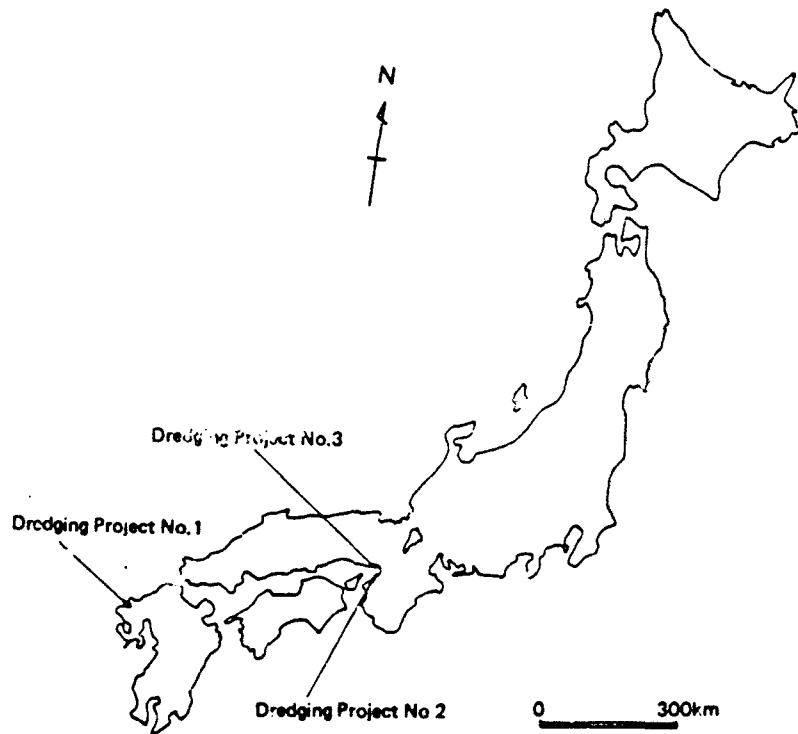 N
Dredging Project No.3
Dredging Project No.1
Dredging Project No 2
0 300km